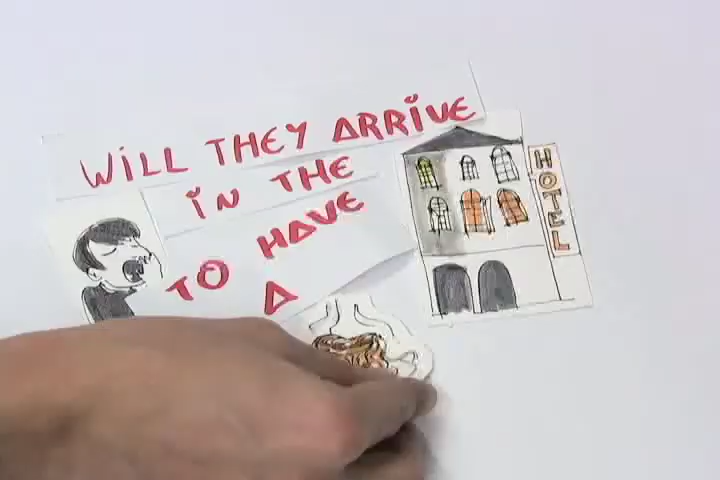 WiLL THEY ARRiVE
iN THE
HOTEL
TO HAVE
A